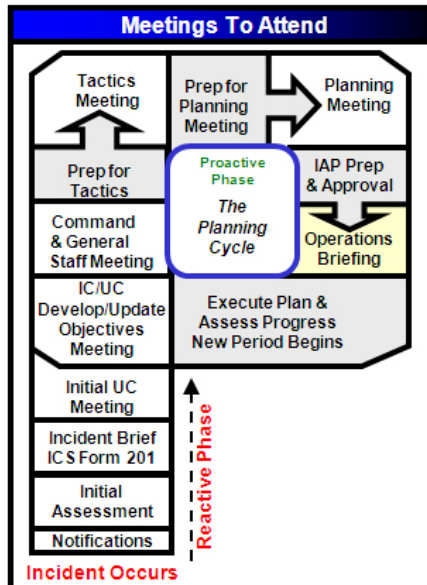 Meetings To Attend
Tactics
Meeting
Prep for
Planning
Meeting
Planning
Meeting
Prep for
Tactics
Proactive
Phase
The
Planning
Cycle
IAP Prep
& Approval
Command
& General
Staff Meeting
Operations
Briefing
IC/UC
Develop/Update
Objectives
Meeting
Execute Plan &
Assess Progress
New Period Begins
Initial UC
Meeting
Incident Brief
ICS Form 201
Initial
Assessment
Notifications
Reactive Phase
Incident Occurs